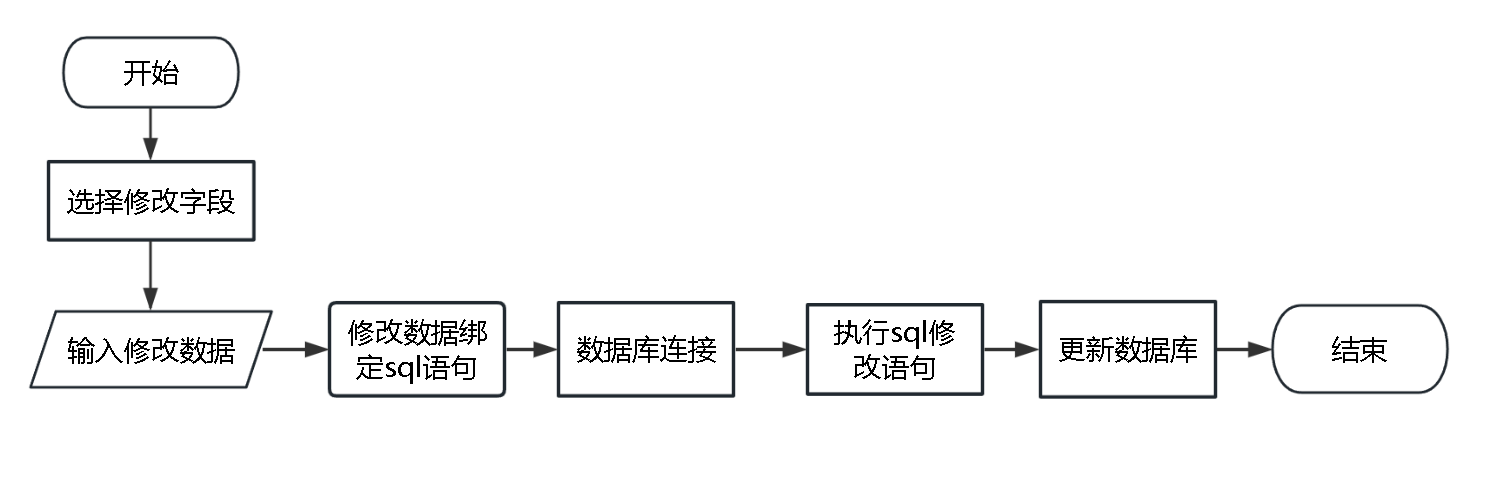 开始
选择修改字段
输入修改数据
修改数据绑
定sql语句
数据库连接
执行sql修
改语句
更新数据库
结束